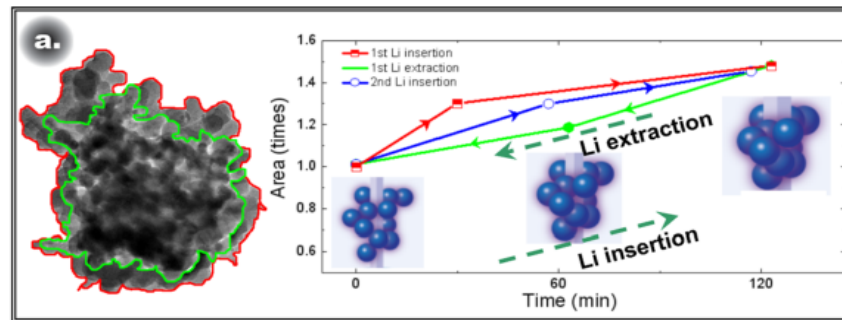 a.
1st Li insertion
1st Li extraction
2nd Li insertion
Area (times)
1.6
1.4
1.2
1.0
0.8
0.6
Li extraction
Li insertion
0
60
120
Time (min)